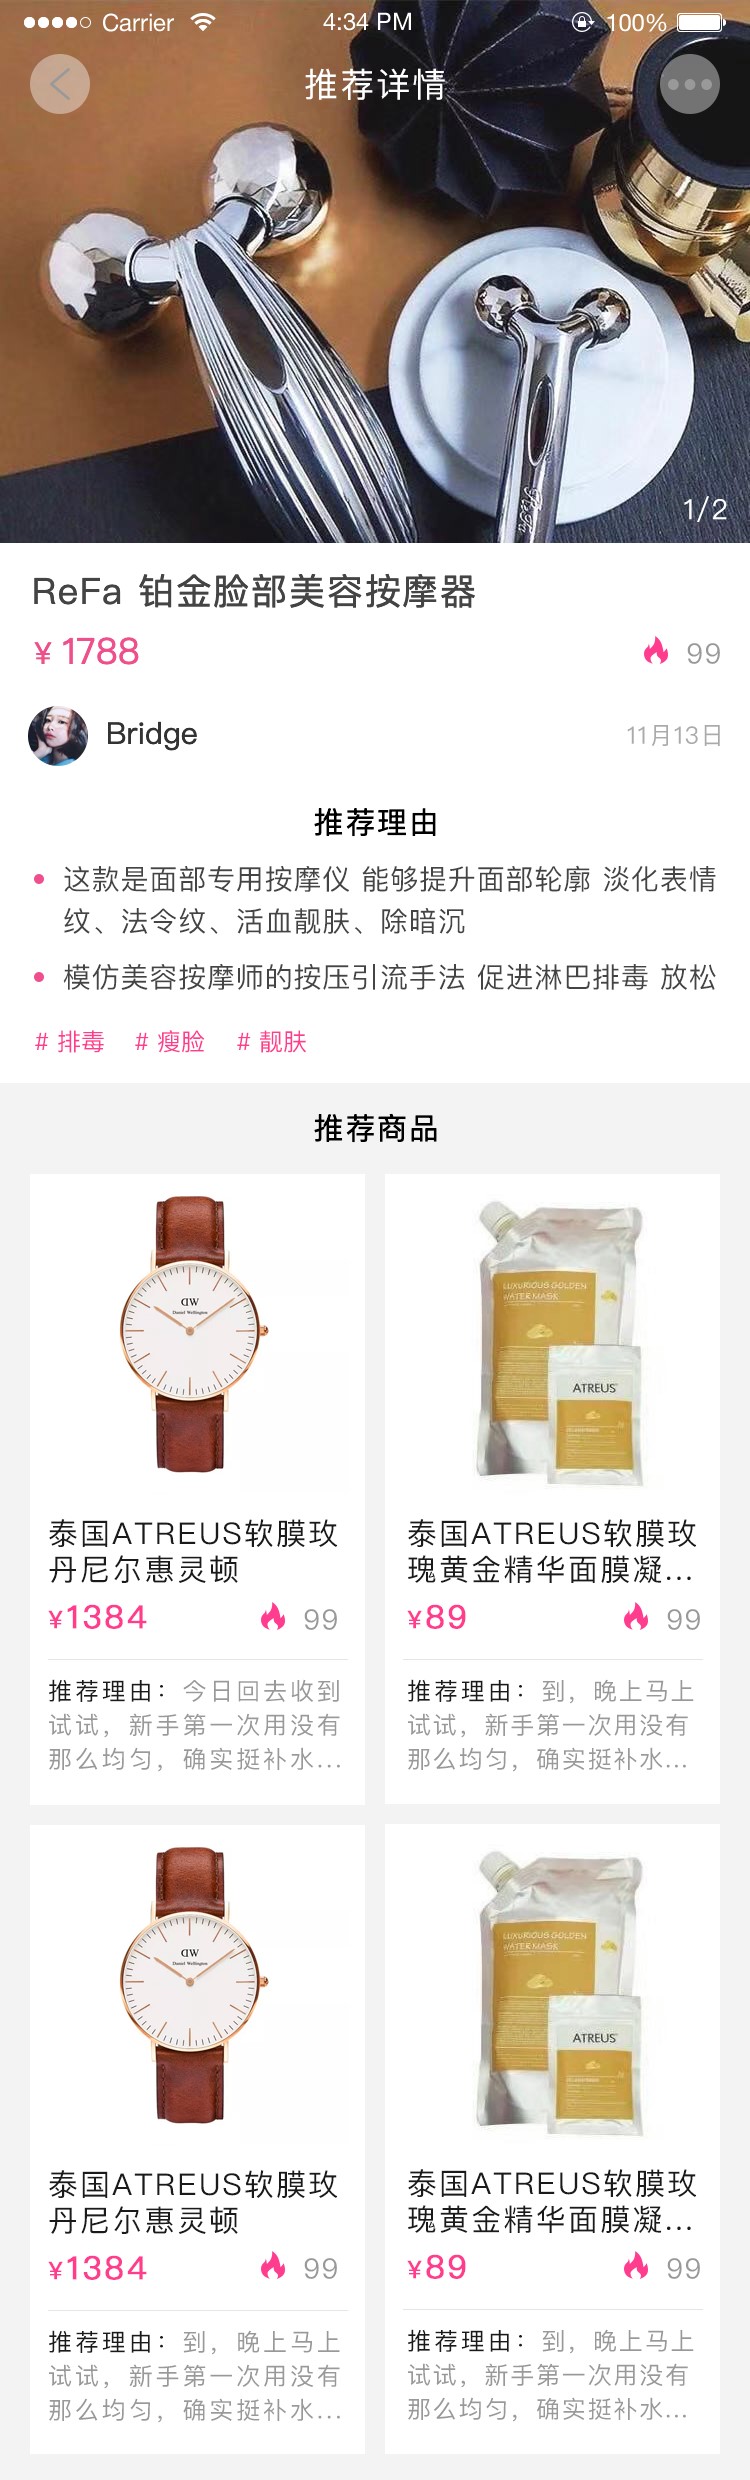 Carrier
4:34 PM
100%
推荐详情
1/2
ReFa 铂金脸部美容按摩器
¥ 1788
99
Bridge
11月13日
推荐理由
这款是面部专用按摩仪 能够提升面部轮廓 淡化表情
纹、法令纹、活血靓肤、除暗沉
模仿美容按摩师的按压引流手法 促进淋巴排毒 放松
# 排毒 # 瘦脸 # 靓肤
推荐商品
DW
Daniel Wellington
泰国ATREUS软膜玫
丹尼尔惠灵顿
¥1384
99
推荐理由：今日回去收到
试试，新手第一次用没有
那么均匀，确实挺补水...
LUXURIOUS GOLDEN
WATER MASK
ATREUS
泰国ATREUS软膜玫
瑰黄金精华面膜凝...
¥89
99
推荐理由：到，晚上马上
试试，新手第一次用没有
那么均匀，确实挺补水...
DW
Daniel Wellington
泰国ATREUS软膜玫
丹尼尔惠灵顿
¥1384
99
推荐理由：到，晚上马上
试试，新手第一次用没有
那么均匀，确实挺补水...
LUXURIOUS GOLDEN
WATER MASK
ATREUS
泰国ATREUS软膜玫
瑰黄金精华面膜凝...
¥89
99
推荐理由：到，晚上马上
试试，新手第一次用没有
那么均匀，确实挺补水...